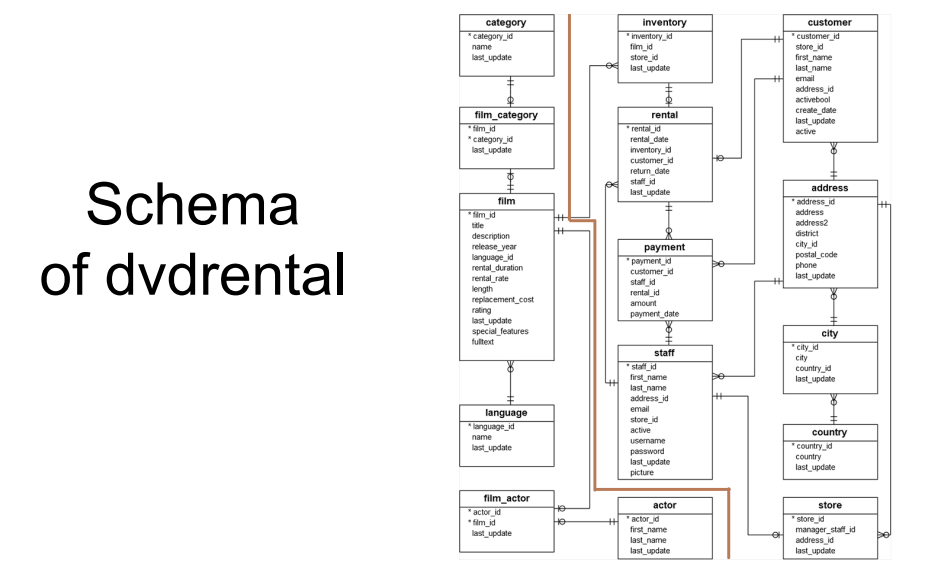 Schema
of dvdrental
category
* category_id
name
last_update
film_category
* film_id
* category_id
last_update
film
* film_id
title
description
release_year
language_id
rental_duration
rental_rate
length
replacement_cost
rating
last_update
special_features
fulltext
language
* language_id
name
last_update
film_actor
* actor_id
* film_id
last_update
inventory
* inventory_id
film_id
store_id
last_update
rental
* rental_id
rental_date
inventory_id
customer_id
return_date
staff_id
last_update
payment
* payment_id
customer_id
staff_id
rental_id
amount
payment_date
staff
* staff_id
first_name
last_name
address_id
email
store_id
active
username
password
last_update
picture
actor
* actor_id
first_name
last_name
last_update
customer
* customer_id
store_id
first_name
last_name
email
address_id
activebool
create_date
last_update
active
address
* address_id
address
address2
district
city_id
postal_code
phone
last_update
city
* city_id
city
country_id
last_update
country
* country_id
country
last_update
store
* store_id
manager_staff_id
address_id
last_update